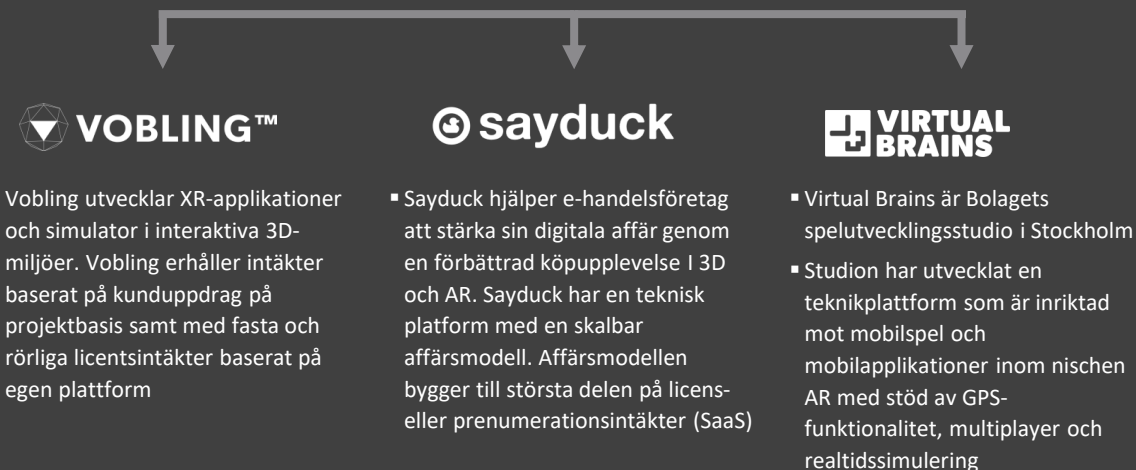 VOBLING™
Vobling utvecklar XR-applikationer
och simulator i interaktiva 3D-
miljöer. Vobling erhåller intäkter
baserat på kunduppdrag på
projektbasis samt med fasta och
rörliga licentsintäkter baserat på
egen plattform
sayduck
▪ Sayduck hjälper e-handelsföretag
att stärka sin digitala affär genom
en förbättrad köpupplevelse I 3D
och AR. Sayduck har en teknisk
platform med en skalbar
affärsmodell. Affärsmodellen
bygger till största delen på licens-
eller prenumerationsintäkter (SaaS)
VIRTUAL
BRAINS
▪ Virtual Brains är Bolagets
spelutvecklingsstudio i Stockholm
▪ Studion har utvecklat en
teknikplattform som är inriktad
mot mobilspel och
mobilapplikationer inom nischen
AR med stöd av GPS-
funktionalitet, multiplayer och
realtidssimulering